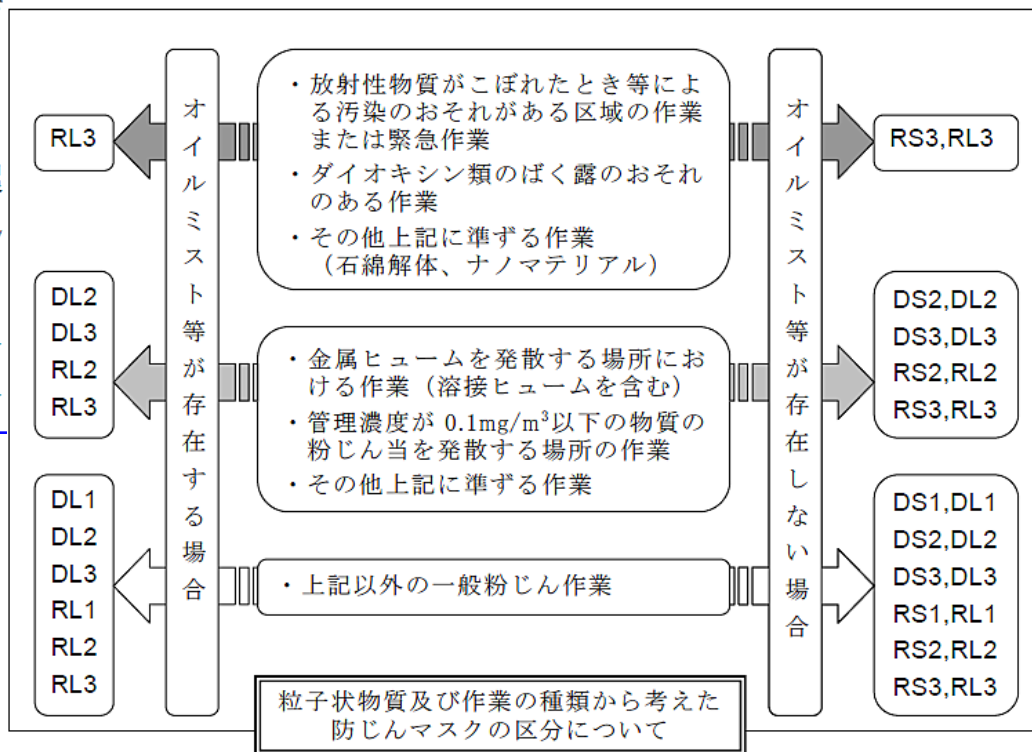 RL3
オイルミスト等が存在する場合
・放射性物質がこぼれたとき等によ
る汚染のおそれがある区域の作業
または緊急作業
・ダイオキシン類のばく露のおそれ
のある作業
・その他上記に準ずる作業
（石綿解体、ナノマテリアル）
オイルミスト等が存在しない場合
RS3,RL3
DL2
DL3
RL2
RL3
・金属ヒュームを発散する場所にお
ける作業（溶接ヒュームを含む）
・管理濃度が 0.1mg/m³以下の物質の
粉じん当を発散する場所の作業
・その他上記に準ずる作業
DS2,DL2
DS3,DL3
RS2,RL2
RS3,RL3
DL1
DL2
DL3
RL1
RL2
RL3
・上記以外の一般粉じん作業
DS1,DL1
DS2,DL2
DS3,DL3
RS1,RL1
RS2,RL2
RS3,RL3
粒子状物質及び作業の種類から考えた
防じんマスクの区分について